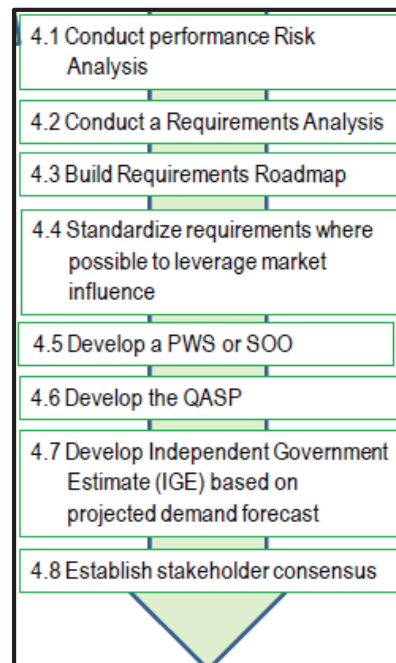 4.1 Conduct performance Risk
Analysis
4.2 Conduct a Requirements Analysis
4.3 Build Requirements Roadmap
4.4 Standardize requirements where
possible to leverage market
influence
4.5 Develop a PWS or SOO
4.6 Develop the QASP
4.7 Develop Independent Government
Estimate (IGE) based on
projected demand forecast
4.8 Establish stakeholder consensus